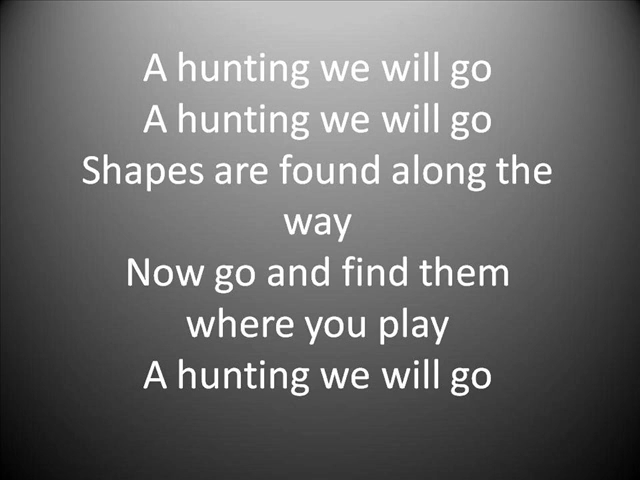 A hunting we will go
A hunting we will go
Shapes are found along the
way
Now go and find them
where you play
A hunting we will go